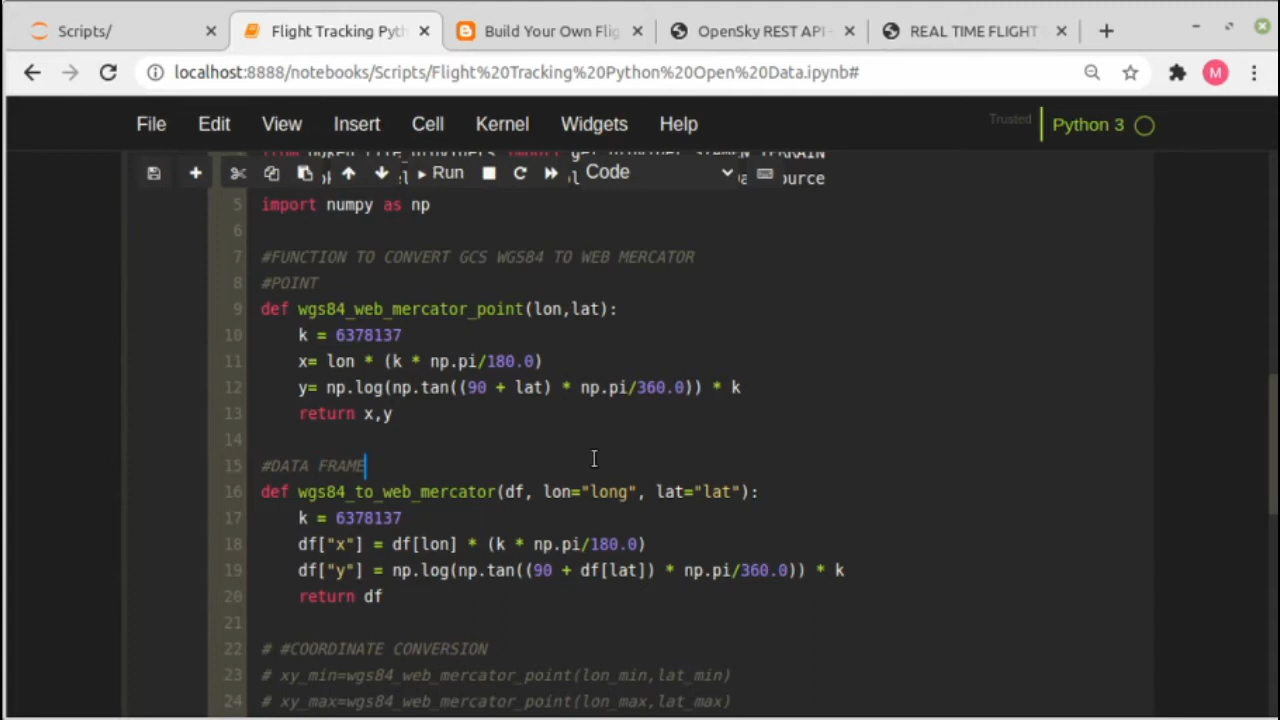 Scripts/
Flight Tracking Pyth
Build Your Own Flig
OpenSky REST API
REAL TIME FLIGHT
localhost:8888/notebooks/Scripts/Flight%20Tracking%20Python%20Open%20Data.ipynb#
M
File Edit View Insert Cell Kernel Widgets Help
Trusted
Python 3
Run
Code
5 import numpy as np
6
7 #FUNCTION TO CONVERT GCS WGS84 TO WEB MERCATOR
8 #POINT
9 def wgs84_web_mercator_point(lon,lat):
10 k = 6378137
11 x= lon * (k * np.pi/180.0)
12 y= np.log(np.tan((90 + lat) * np.pi/360.0)) * k
13 return x,y
14
15 #DATA FRAME
16 def wgs84_to_web_mercator(df, lon="long", lat="lat"):
17 k = 6378137
18 df["x"] = df[lon] * (k * np.pi/180.0)
19 df["y"] = np.log(np.tan((90 + df[lat]) * np.pi/360.0)) * k
20 return df
21
22 # #COORDINATE CONVERSION
23 # xy_min=wgs84_web_mercator_point(lon_min,lat_min)
24 # xy_max=wgs84_web_mercator_point(lon_max,lat_max)